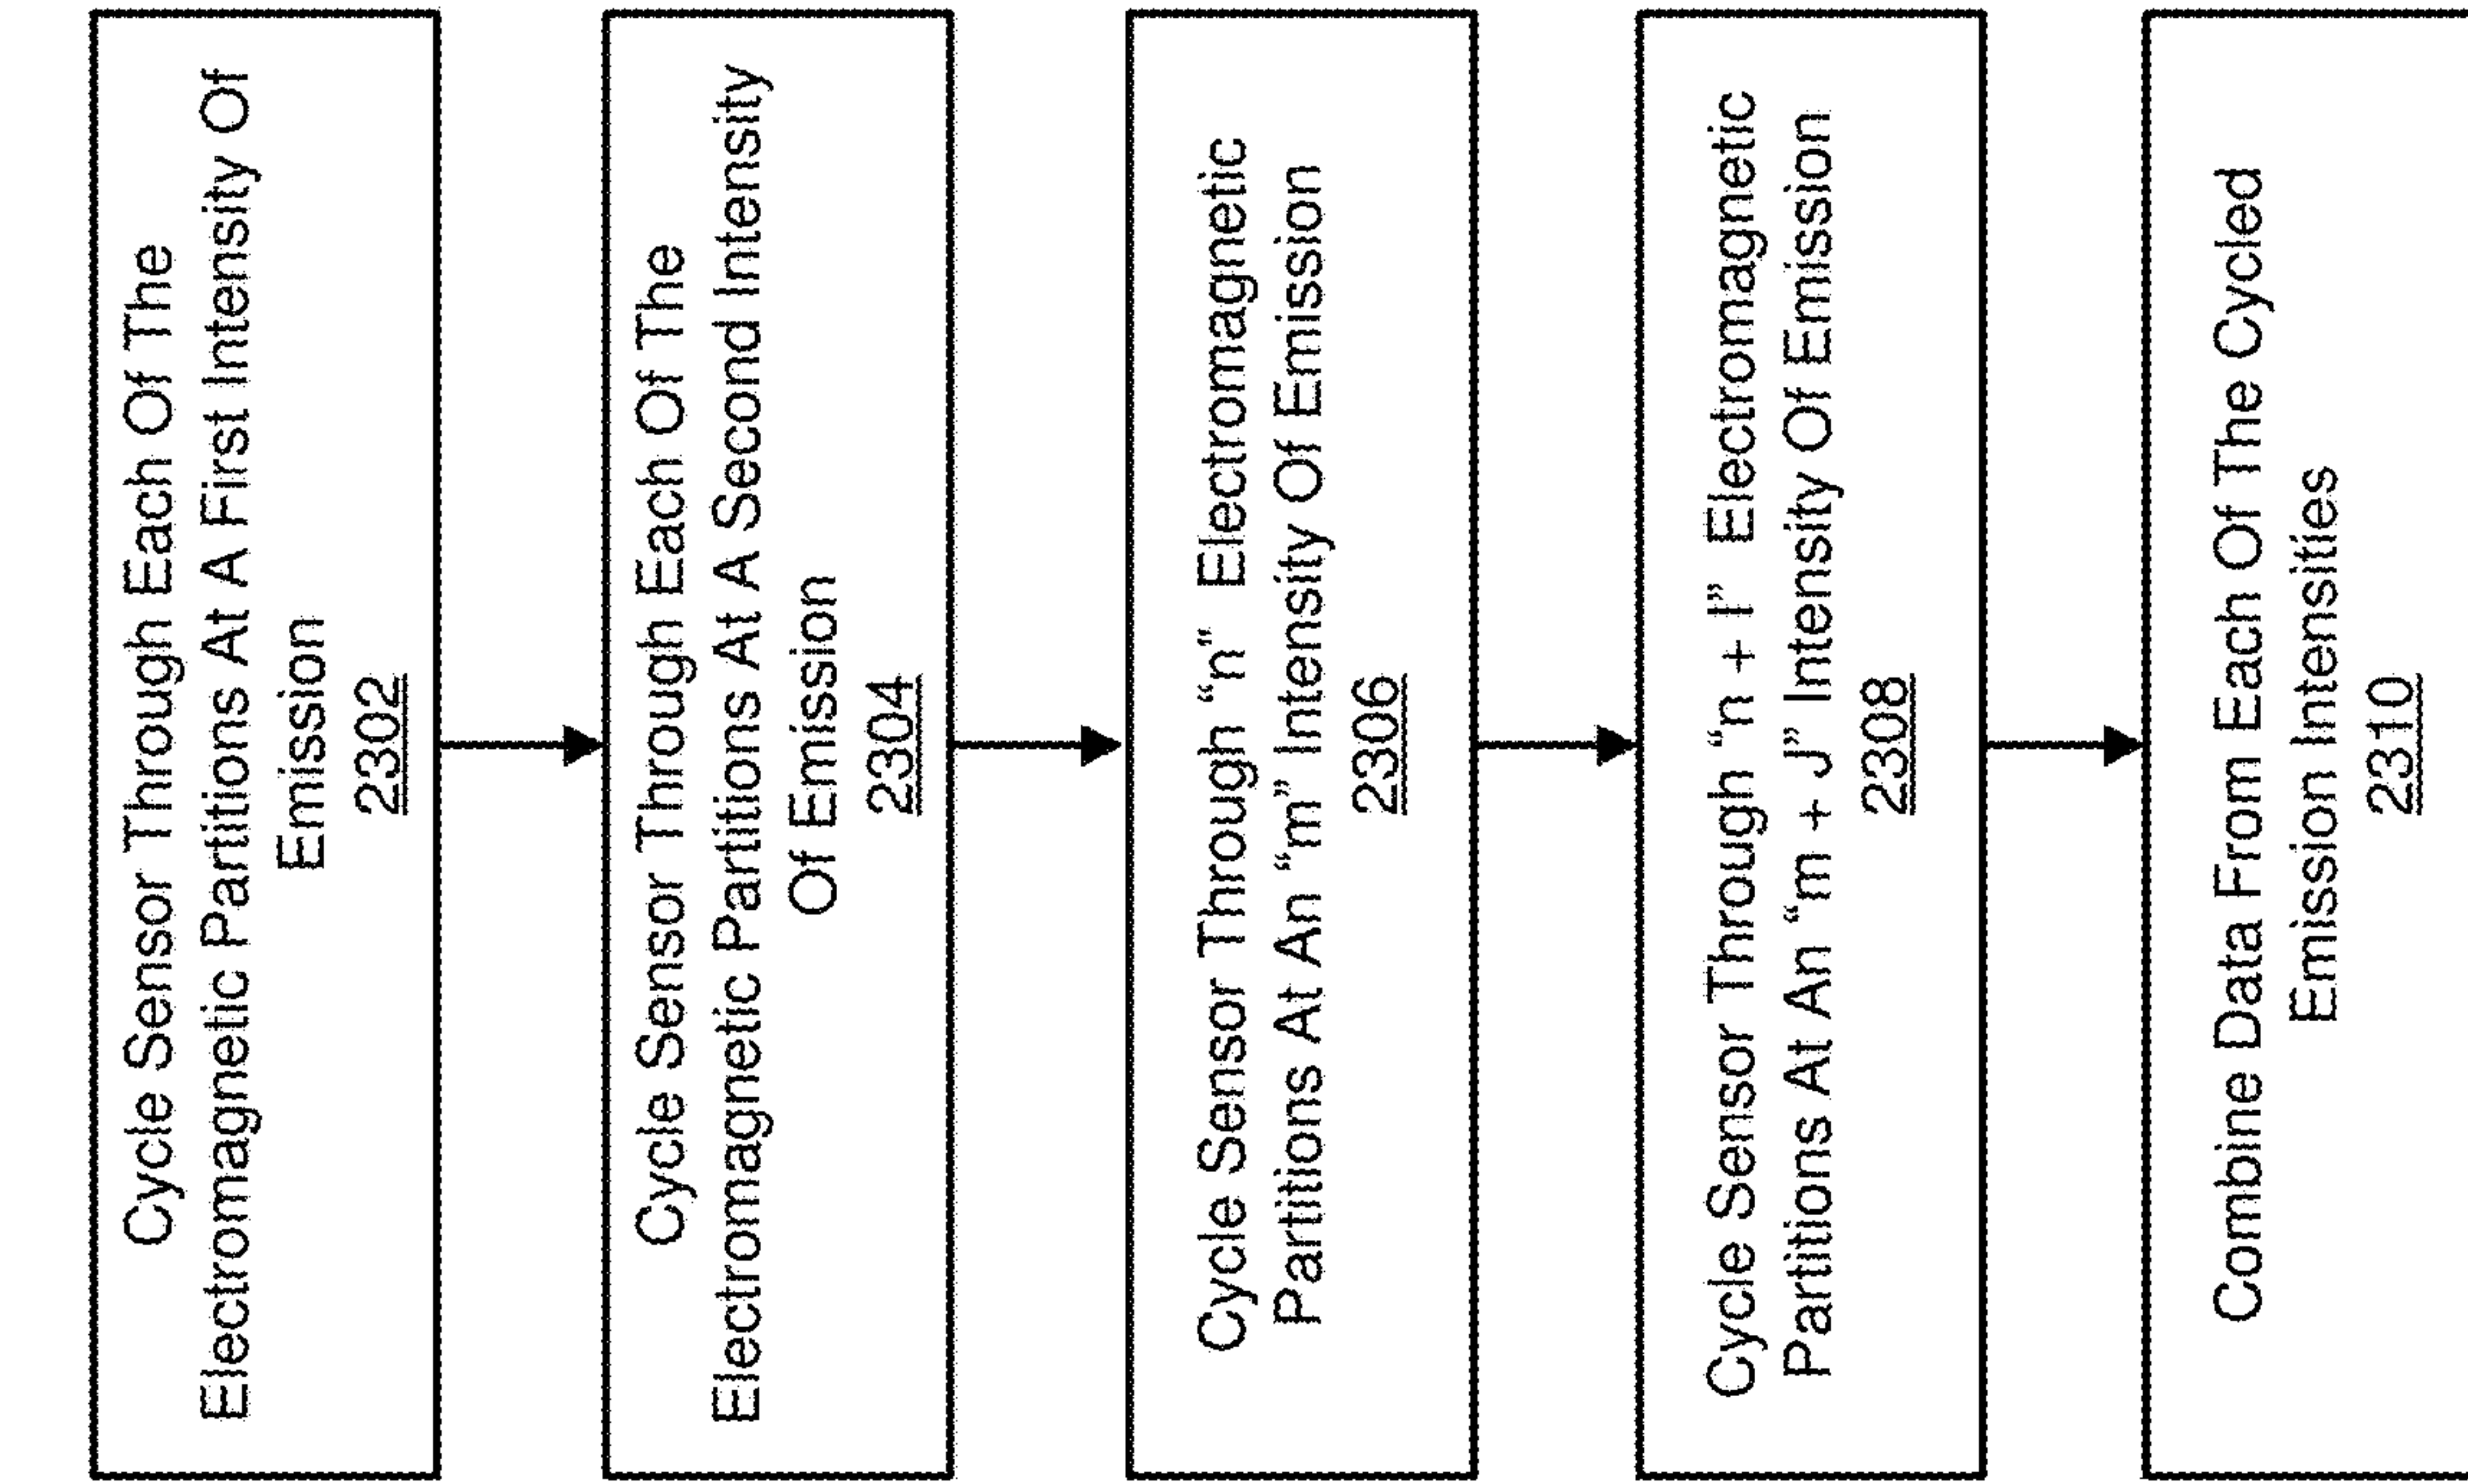 Cycle Sensor Through Each Of The
Electromagnetic Partitions At A First Intensity Of
Emission
2302
Cycle Sensor Through Each Of The
Electromagnetic Partitions At A Second Intensity
Of Emission
2304
Cycle Sensor Through “n” Electromagnetic
Partitions At An “m” Intensity Of Emission
2306
Cycle Sensor Through “n + I” Electromagnetic
Partitions At An “m + J” Intensity Of Emission
2308
Combine Data From Each Of The Cycled
Emission Intensities
2310